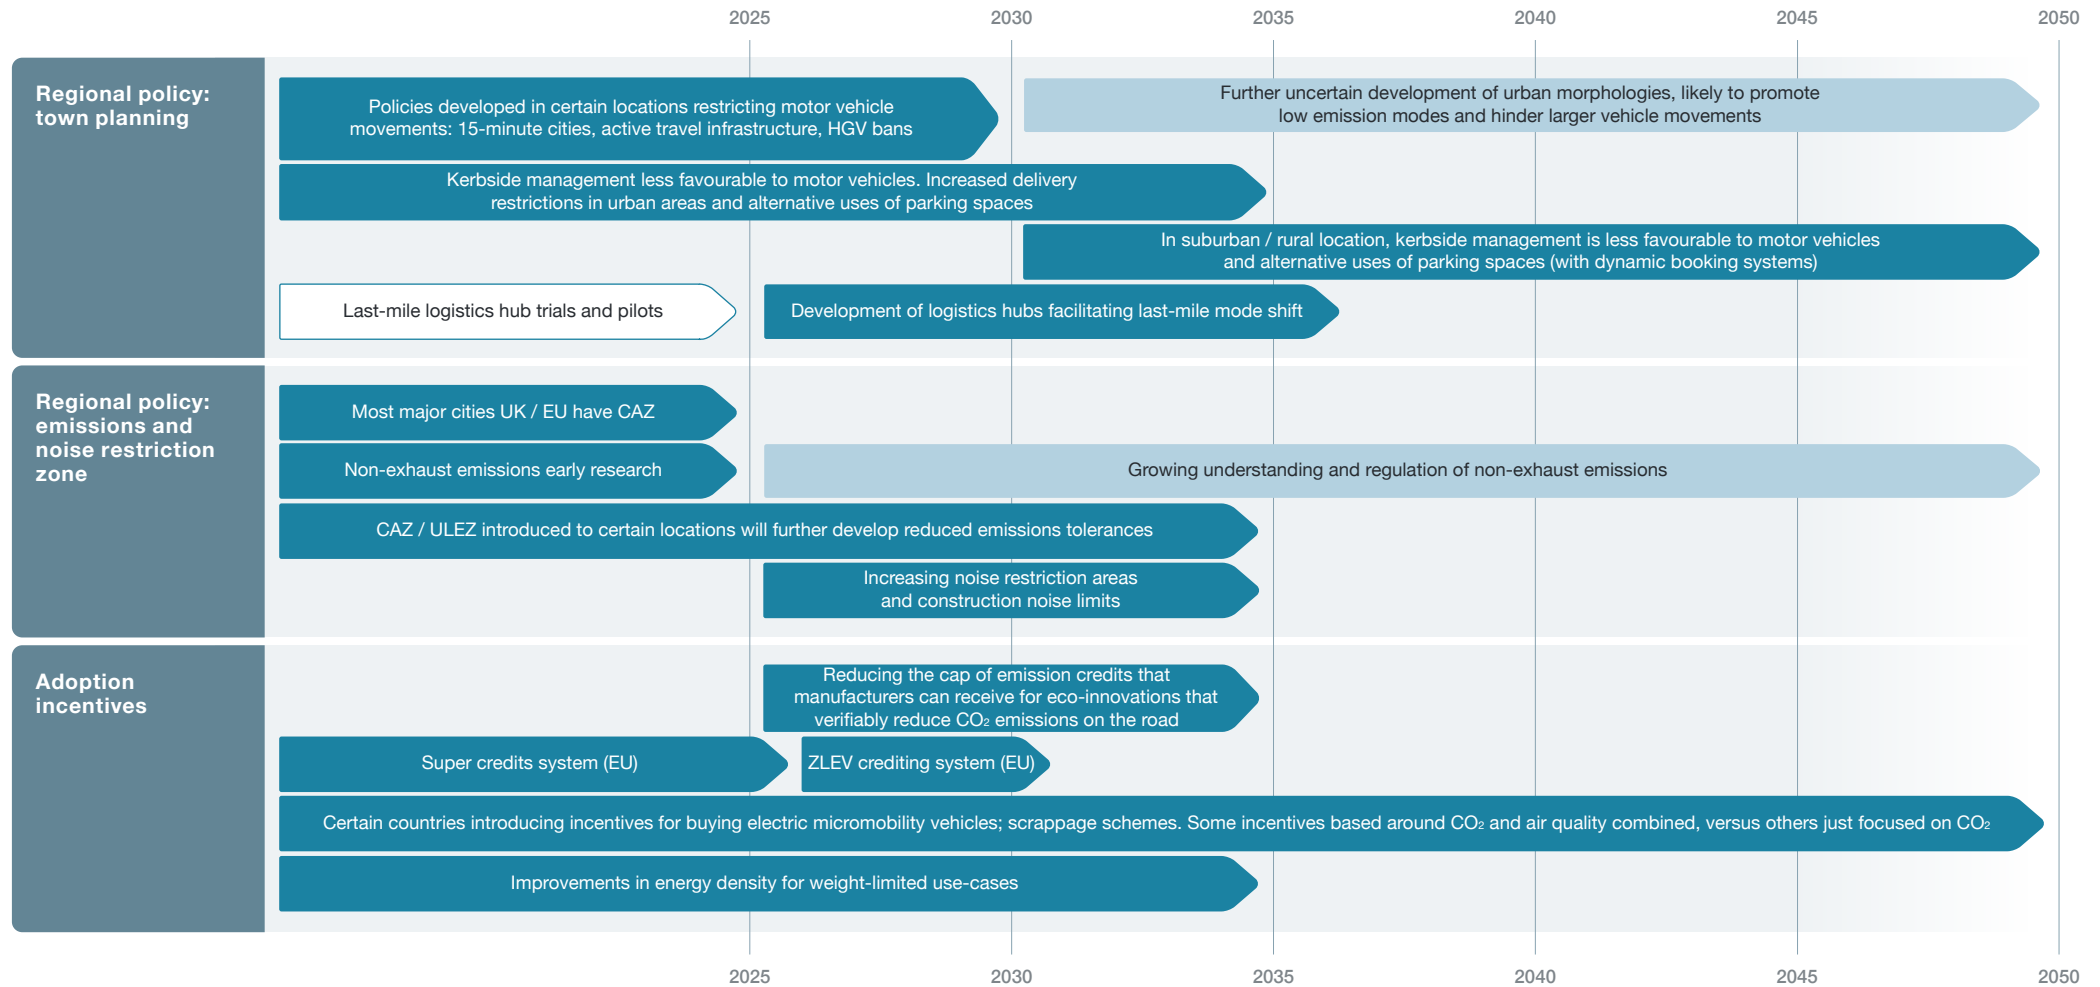 2025 2030 2035 2040 2045 2050
Regional policy:
town planning
Policies developed in certain locations restricting motor vehicle
movements: 15-minute cities, active travel infrastructure, HGV bans
Further uncertain development of urban morphologies, likely to promote
low emission modes and hinder larger vehicle movements
Kerbside management less favourable to motor vehicles. Increased delivery
restrictions in urban areas and alternative uses of parking spaces
In suburban / rural location, kerbside management is less favourable to motor vehicles
and alternative uses of parking spaces (with dynamic booking systems)
Last-mile logistics hub trials and pilots
Development of logistics hubs facilitating last-mile mode shift
Regional policy:
emissions and
noise restriction
zone
Most major cities UK / EU have CAZ
Non-exhaust emissions early research
Growing understanding and regulation of non-exhaust emissions
CAZ / ULEZ introduced to certain locations will further develop reduced emissions tolerances
Increasing noise restriction areas
and construction noise limits
Adoption
incentives
Reducing the cap of emission credits that
manufacturers can receive for eco-innovations that
verifiably reduce CO₂ emissions on the road
Super credits system (EU)
ZLEV crediting system (EU)
Certain countries introducing incentives for buying electric micromobility vehicles; scrappage schemes. Some incentives based around CO₂ and air quality combined, versus others just focused on CO₂
Improvements in energy density for weight-limited use-cases
2025 2030 2035 2040 2045 2050